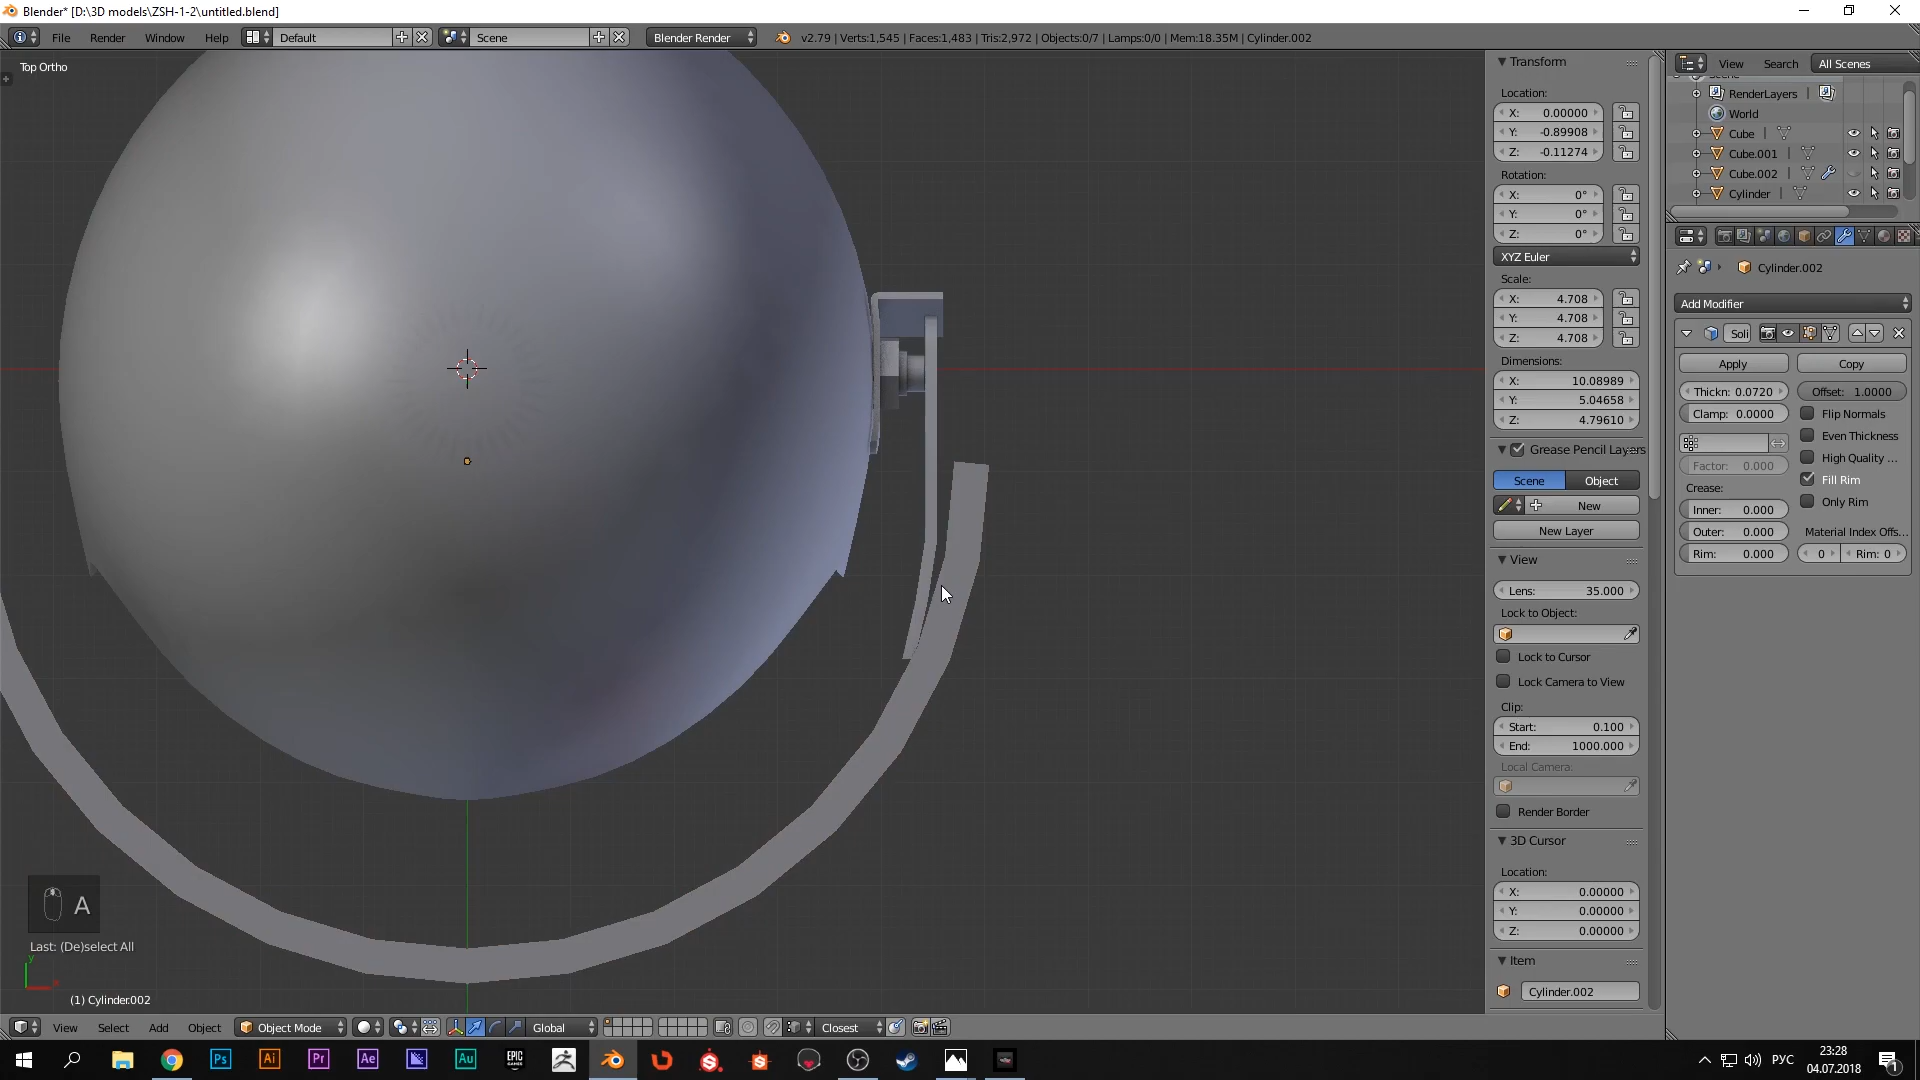 Blender* [D:\3D models\ZSH-1-2\untitled.blend]
File Render Window Help Default Scene Blender Render v2.79 | Verts:1,545 | Faces:1,483 | Tris:2,972 | Objects:0/7 | Lamps:0/0 | Mem:18.35M | Cylinder.002
Top Ortho
Transform
Location:
X: 0.00000
Y: -0.89908
Z: -0.11274
Rotation:
X: 0°
Y: 0°
Z: 0°
XYZ Euler
Scale:
X: 4.708
Y: 4.708
Z: 4.708
Dimensions:
X: 10.08989
Y: 5.04658
Z: 4.79610
Grease Pencil Layers
Scene Object
New
New Layer
View
Lens: 35.000
Lock to Object:
Lock to Cursor
Lock Camera to View
Clip:
Start: 0.100
End: 1000.000
Local Camera:
Render Border
3D Cursor
Location:
X: 0.00000
Y: 0.00000
Z: 0.00000
Item
Cylinder.002
View Search All Scenes
RenderLayers |
World
Cube |
Cube.001 |
Cube.002 |
Cylinder |
Cylinder.002
Add Modifier
Soli
Apply Copy
Thickn: 0.0720 Offset: 1.0000
Clamp: 0.0000 Flip Normals
Even Thickness
High Quality ...
Factor: 0.000
Fill Rim
Crease:
Only Rim
Inner: 0.000
Outer: 0.000 Material Index Offs...
Rim: 0.000 0 Rim: 0
A
Last: (De)select All
y
(1) Cylinder.002
View Select Add Object Object Mode Global Closest
Ps Ai Pr Ae Au EPIC GAMES
РУС
23:28
04.07.2018
1